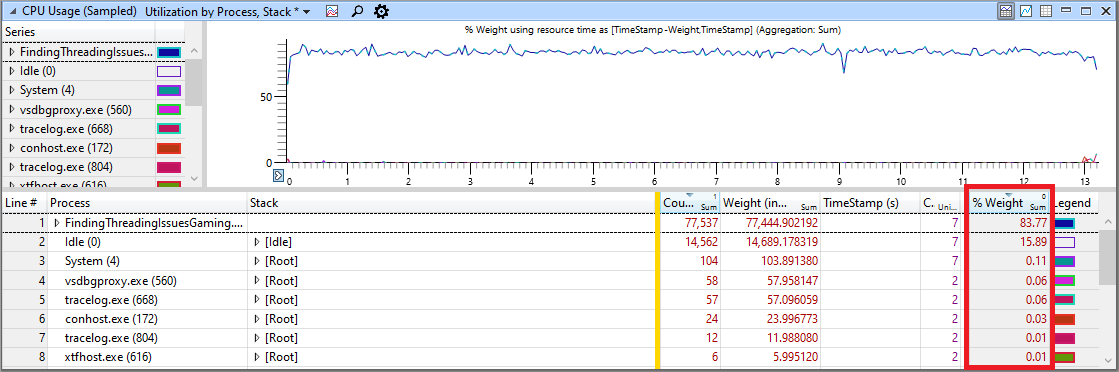 CPU Usage (Sampled) Utilization by Process, Stack *
Series
FindingThreadingIssues...
Idle (0)
System (4)
vsdbgproxy.exe (560)
tracelog.exe (668)
conhost.exe (172)
tracelog.exe (804)
xtfhost.exe (616)
% Weight using resource time as [TimeStamp-Weight,TimeStamp] (Aggregation: Sum)
50
0
0 1 2 3 4 5 6 7 8 9 10 11 12 13
Line # Process Stack Cou... 1 Sum Weight (in... Sum TimeStamp (s) C. Uni... % Weight 0 Sum Legend
1 FindingThreadingIssuesGaming.... 77,537 77,444.902192 7 83.77
2 Idle (0) [Idle] 14,562 14,689.178319 7 15.89
3 System (4) [Root] 104 103.891380 7 0.11
4 vsdbgproxy.exe (560) [Root] 58 57.958147 2 0.06
5 tracelog.exe (668) [Root] 57 57.096059 2 0.06
6 conhost.exe (172) [Root] 24 23.996773 2 0.03
7 tracelog.exe (804) [Root] 12 11.988080 2 0.01
8 xtfhost.exe (616) [Root] 6 5.995120 2 0.01